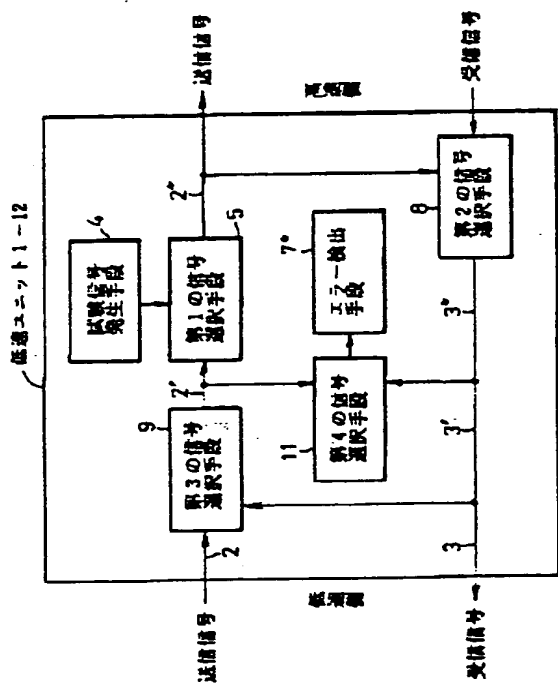 低速ユニット1-12
送信信号
2
9
第3の信号
選択手段
2'
4
試験信号
発生手段
5
第1の信号
選択手段
2"
送信信号
11
第4の信号
選択手段
7"
エラー検出
手段
低速側
高速側
受信信号
3
3'
3"
8
第2の信号
選択手段
受信信号